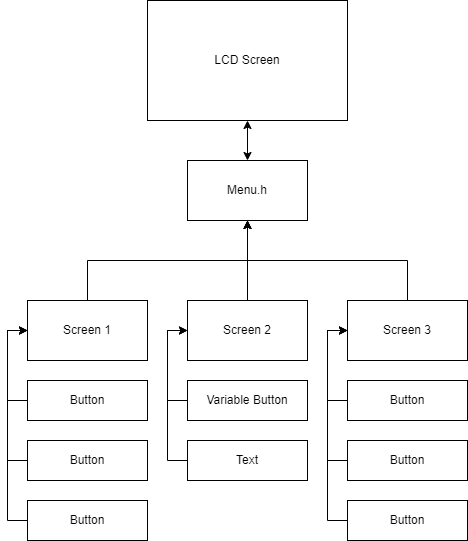 LCD Screen
Menu.h
Screen 1
Screen 2
Screen 3
Button
Variable Button
Button
Button
Text
Button
Button
Button